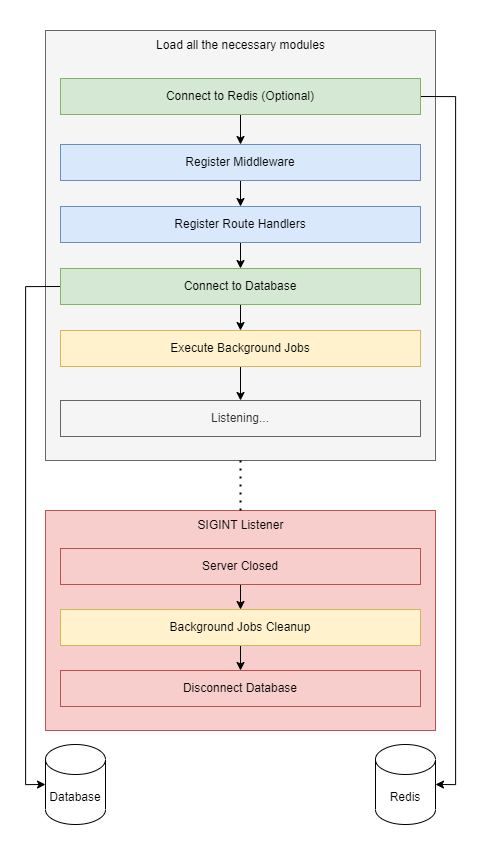 Load all the necessary modules
Connect to Redis (Optional)
Register Middleware
Register Route Handlers
Connect to Database
Execute Background Jobs
Listening...
SIGINT Listener
Server Closed
Background Jobs Cleanup
Disconnect Database
Database
Redis